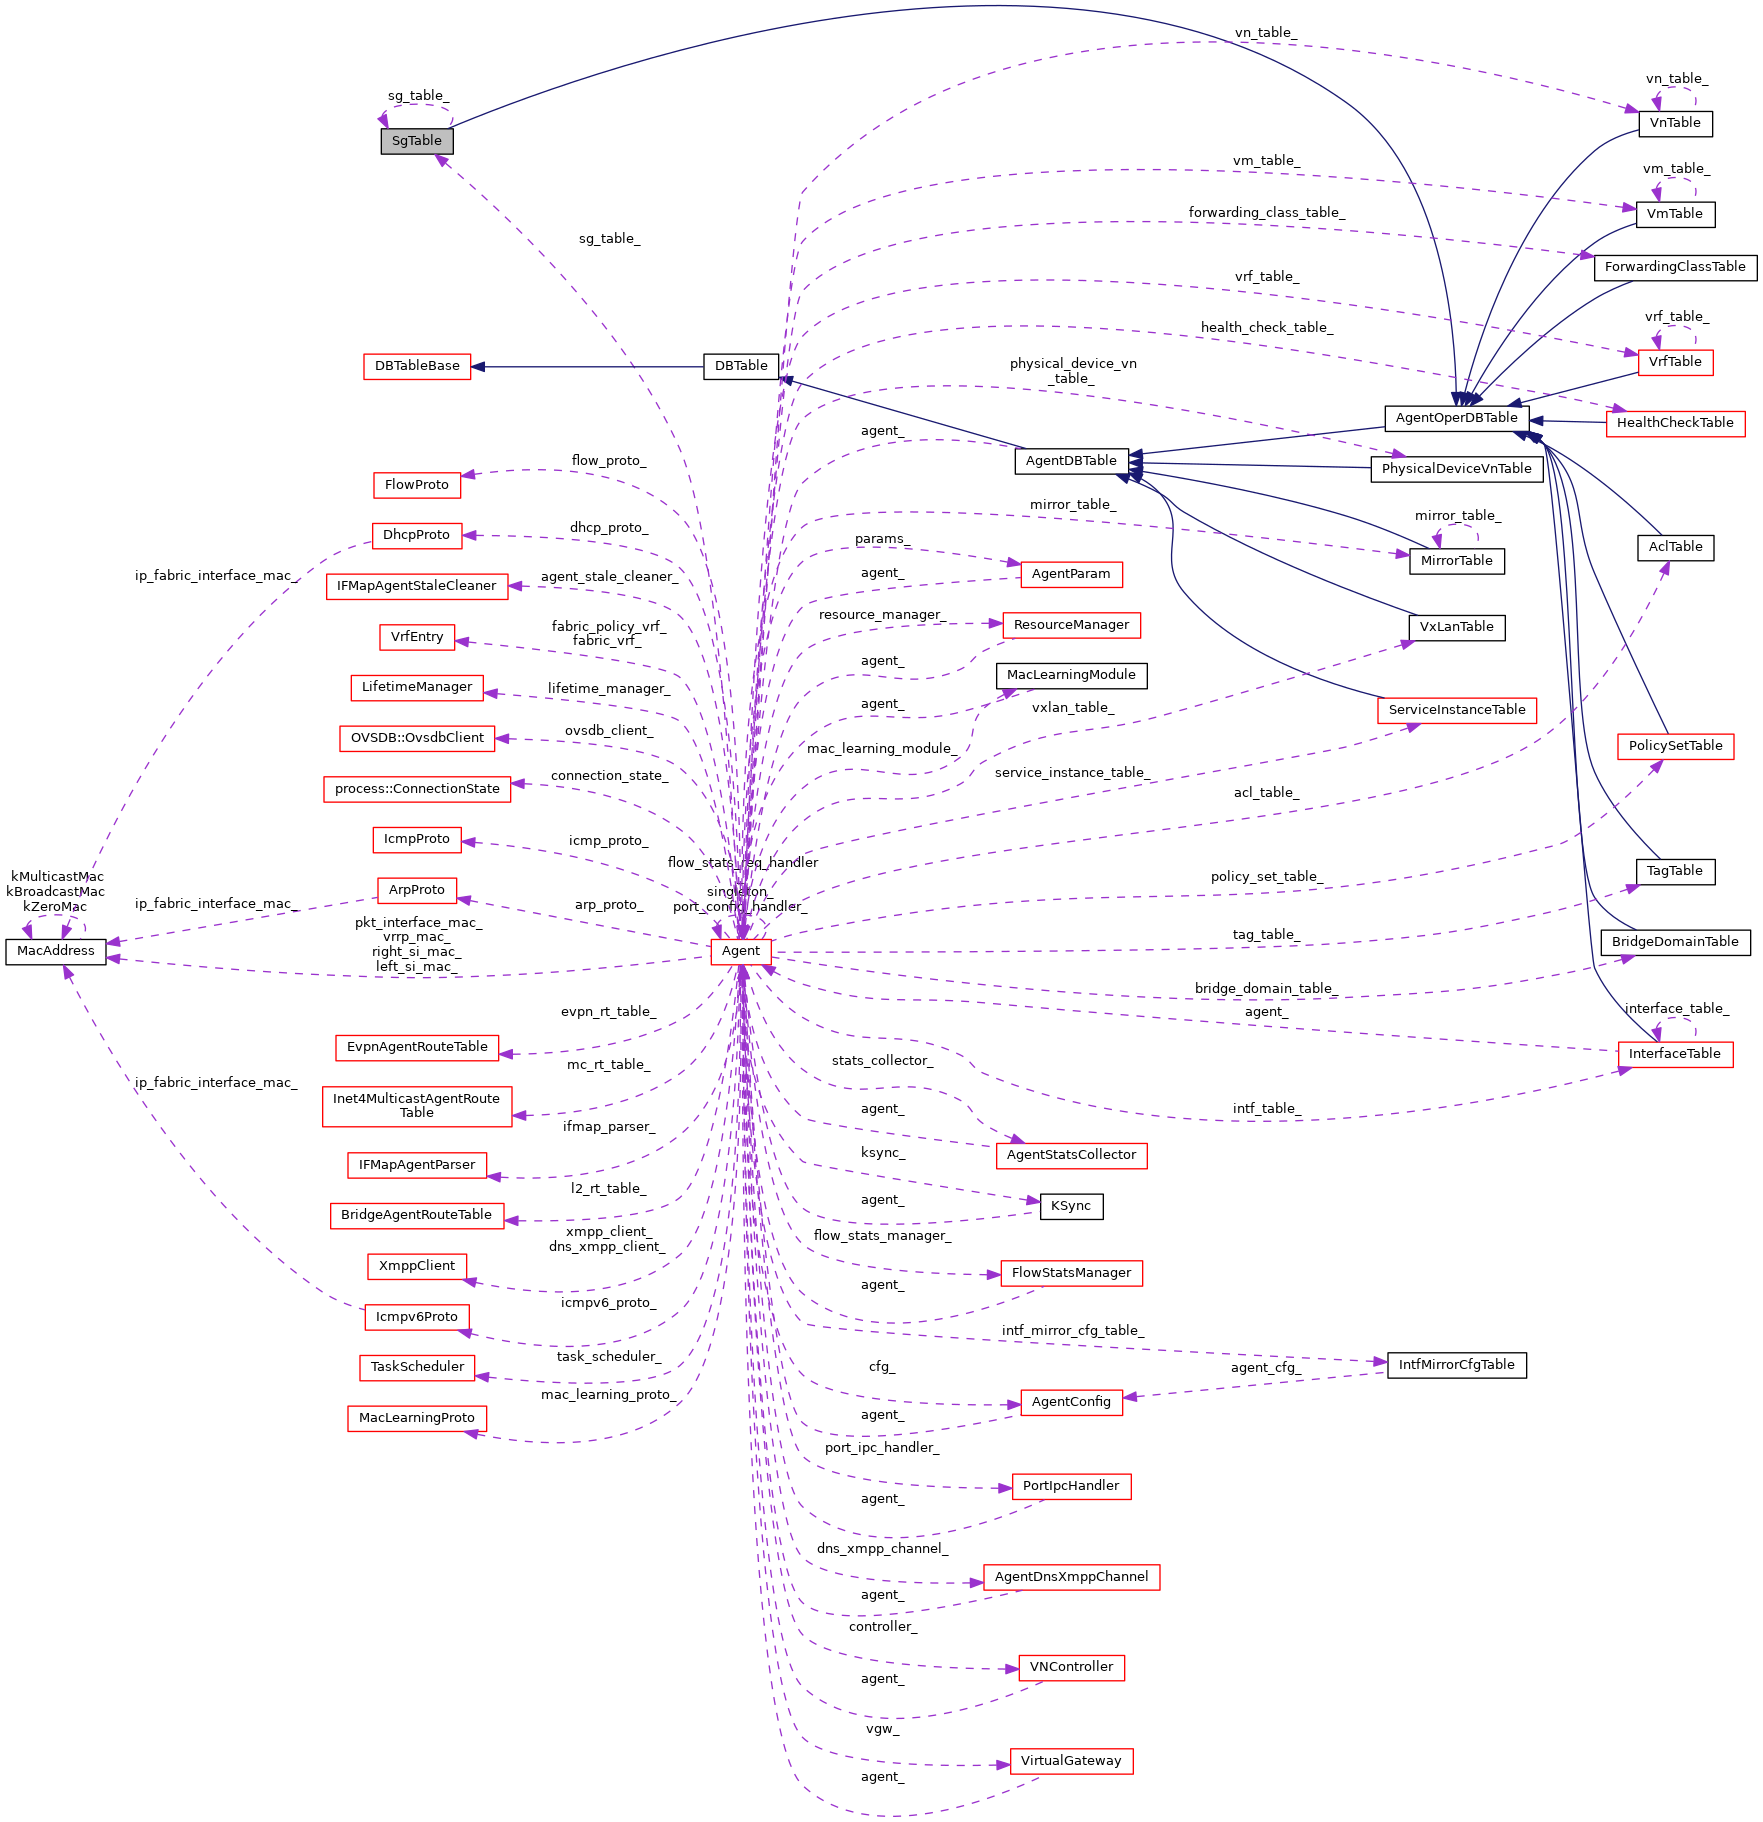 vn_table_
vn_table_
sg_table_
VnTable
SgTable
vm_table_
vm_table_
forwarding_class_table_
VmTable
sg_table_
ForwardingClassTable
vrf_table_
vrf_table_
health_check_table_
physical_device_vn
_table_
VrfTable
DBTableBase
DBTable
AgentOperDBTable
HealthCheckTable
agent_
AgentDBTable
flow_proto_
PhysicalDeviceVnTable
FlowProto
mirror_table_
mirror_table_
dhcp_proto_
DhcpProto
params_
AclTable
MirrorTable
ip_fabric_interface_mac_
agent_stale_cleaner_
agent_
AgentParam
IFMapAgentStaleCleaner
resource_manager_
ResourceManager
fabric_policy_vrf_
fabric_vrf_
VxLanTable
VrfEntry
agent_
MacLearningModule
lifetime_manager_
LifetimeManager
agent_
vxlan_table_
ServiceInstanceTable
ovsdb_client_
OVSDB::OvsdbClient
mac_learning_module_
PolicySetTable
connection_state_
service_instance_table_
process::ConnectionState
acl_table_
icmp_proto_
IcmpProto
flow_stats_req_handler
singleton_
port_config_handler_
TagTable
kMulticastMac
kBroadcastMac
kZeroMac
policy_set_table_
ArpProto
ip_fabric_interface_mac_
arp_proto_
pkt_interface_mac_
vrrp_mac_
right_si_mac_
left_si_mac_
tag_table_
BridgeDomainTable
MacAddress
Agent
bridge_domain_table_
evpn_rt_table_
agent_
interface_table_
EvpnAgentRouteTable
InterfaceTable
stats_collector_
mc_rt_table_
ip_fabric_interface_mac_
Inet4MulticastAgentRoute
Table
agent_
intf_table_
ifmap_parser_
ksync_
AgentStatsCollector
IFMapAgentParser
l2_rt_table_
agent_
KSync
BridgeAgentRouteTable
xmpp_client_
dns_xmpp_client_
flow_stats_manager_
XmppClient
FlowStatsManager
agent_
icmpv6_proto_
Icmpv6Proto
intf_mirror_cfg_table_
task_scheduler_
TaskScheduler
cfg_
agent_cfg_
IntfMirrorCfgTable
mac_learning_proto_
AgentConfig
MacLearningProto
agent_
port_ipc_handler_
PortIpcHandler
agent_
dns_xmpp_channel_
AgentDnsXmppChannel
agent_
controller_
VNController
agent_
vgw_
VirtualGateway
agent_